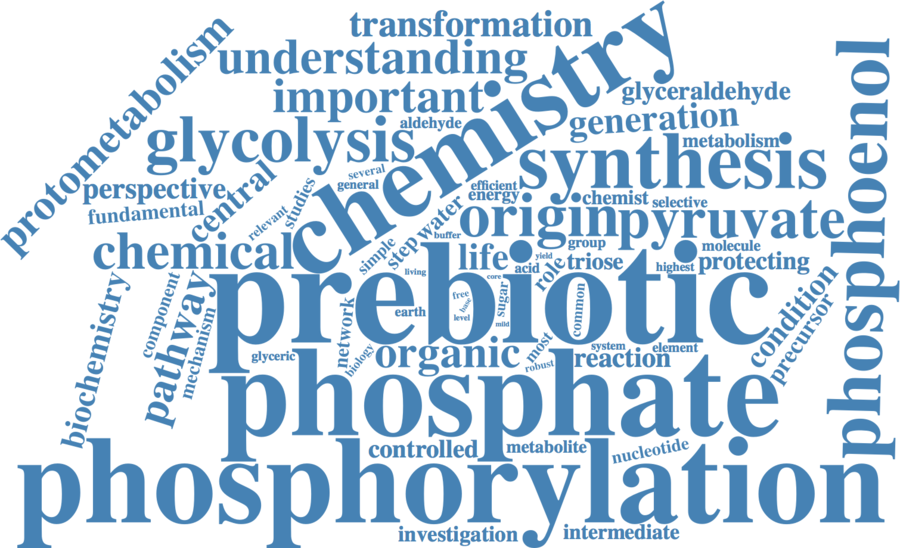 transformation
understanding
chemistry
protometabolism
important
glyceraldehyde
phosphoenol
aldehyde
generation
glycolysis
metabolism
synthesis
several
general
efficient
energy
chemist
selective
perspective
central
studies
relevant
fundamental
water
step
simple
buffer
origin
pyruvate
group
molecule
chemical
life
yield
acid
role
triose
highest
protecting
living
core
prebiotic
condition
precursor
component
pathway
mechanism
biochemistry
free
base
level
sugar
mild
common
earth
network
biology
glyceric
organic
most
robust
system
element
reaction
phosphate
controlled
metabolite
nucleotide
phosphorylation
investigation
intermediate